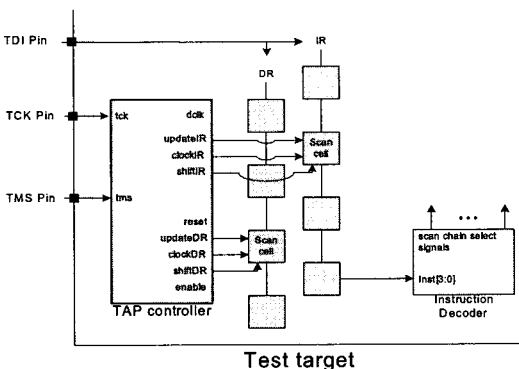 TDI Pin
IR
DR
TCK Pin
tck
dclk
updateIR
clockIR
shiftIR
Scan
cell
TMS Pin
tms
reset
updateDR
clockDR
shiftDR
enable
Scan
cell
...
scan chain select
signals
Inst[3:0]
TAP controller
Instruction
Decoder
Test target